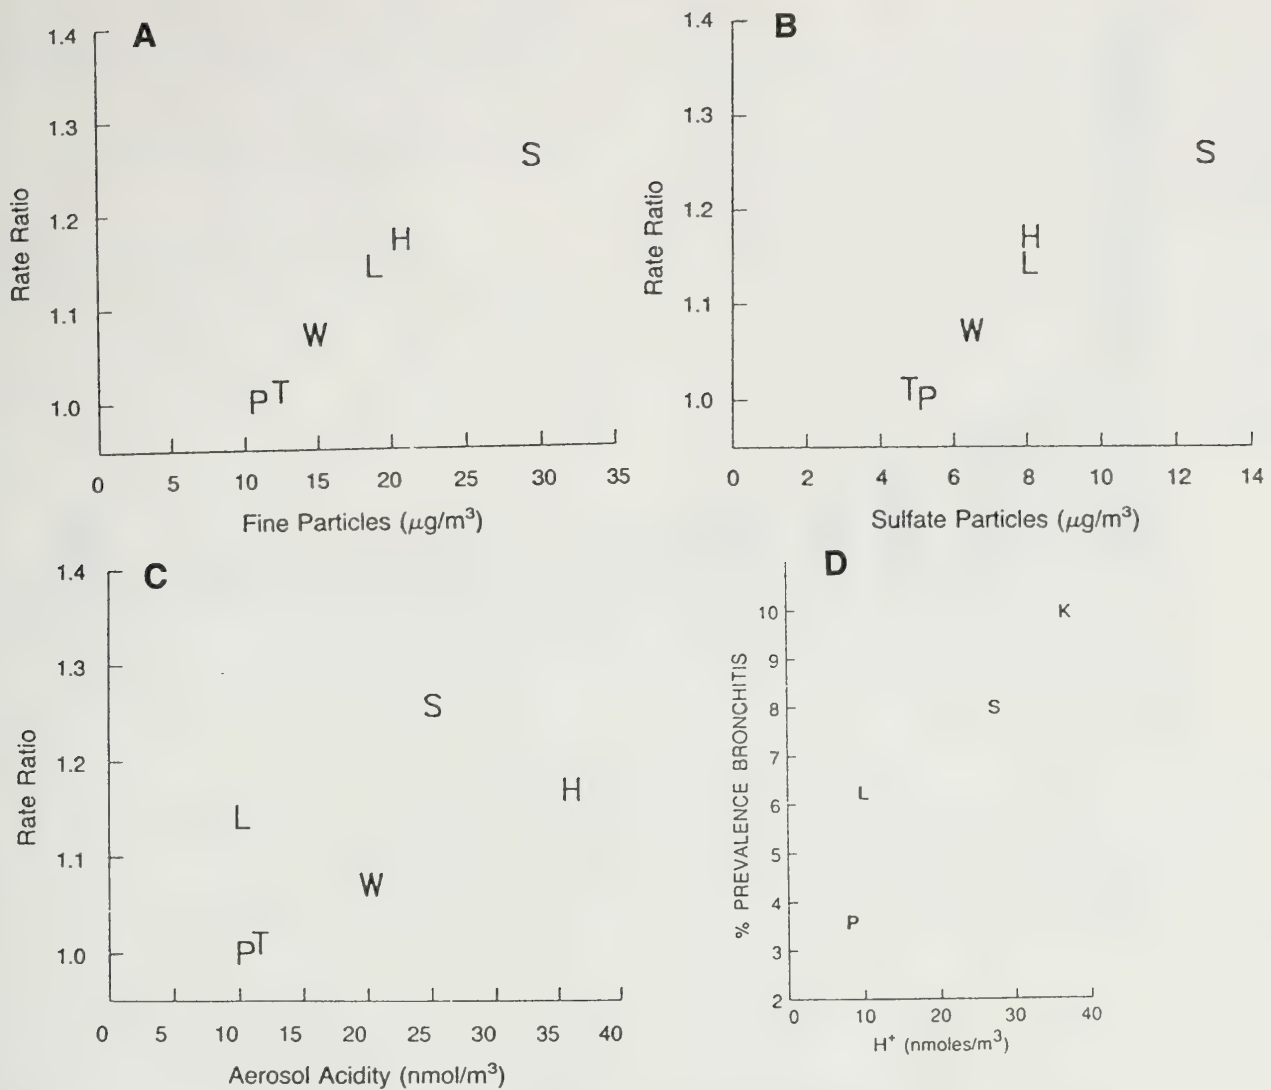 A
1.4
1.3
1.2
1.1
1.0
Rate Ratio
S
H
L
W
P T
0 5 10 15 20 25 30 35
Fine Particles (μg/m³)
B
1.4
1.3
1.2
1.1
1.0
Rate Ratio
S
H
L
W
T P
0 2 4 6 8 10 12 14
Sulfate Particles (μg/m³)
C
1.4
1.3
1.2
1.1
1.0
Rate Ratio
S
H
L
W
P T
0 5 10 15 20 25 30 35 40
Aerosol Acidity (nmol/m³)
D
10
9
8
7
6
5
4
3
2
% PREVALENCE BRONCHITIS
K
S
L
P
0 10 20 30 40
H⁺ (nmoles/m³)